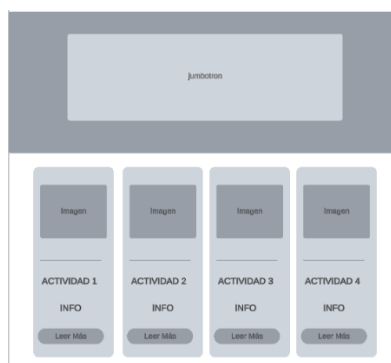 jumbotron
Imagen Imagen Imagen Imagen
ACTIVIDAD 1 ACTIVIDAD 2 ACTIVIDAD 3 ACTIVIDAD 4
INFO INFO INFO INFO
Leer Más Leer Más Leer Más Leer Más